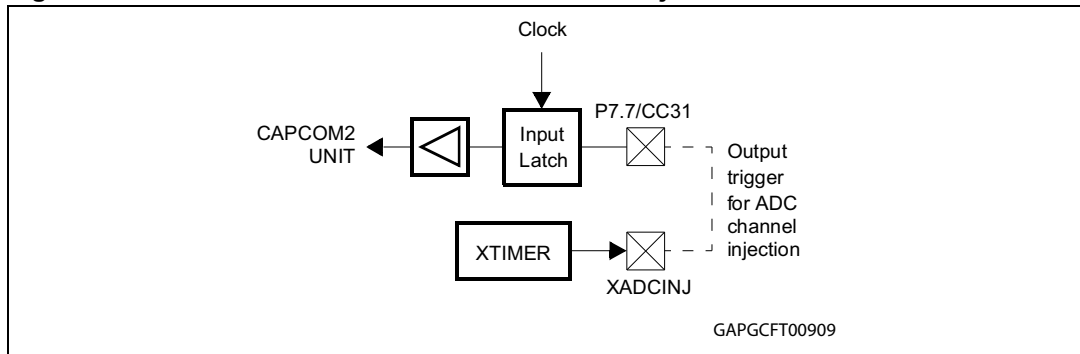 Clock
P7.7/CC31
CAPCOM2
UNIT
Input
Latch
Output
trigger
for ADC
channel
injection
XTIMER
XADCINJ
GAPGCFT00909